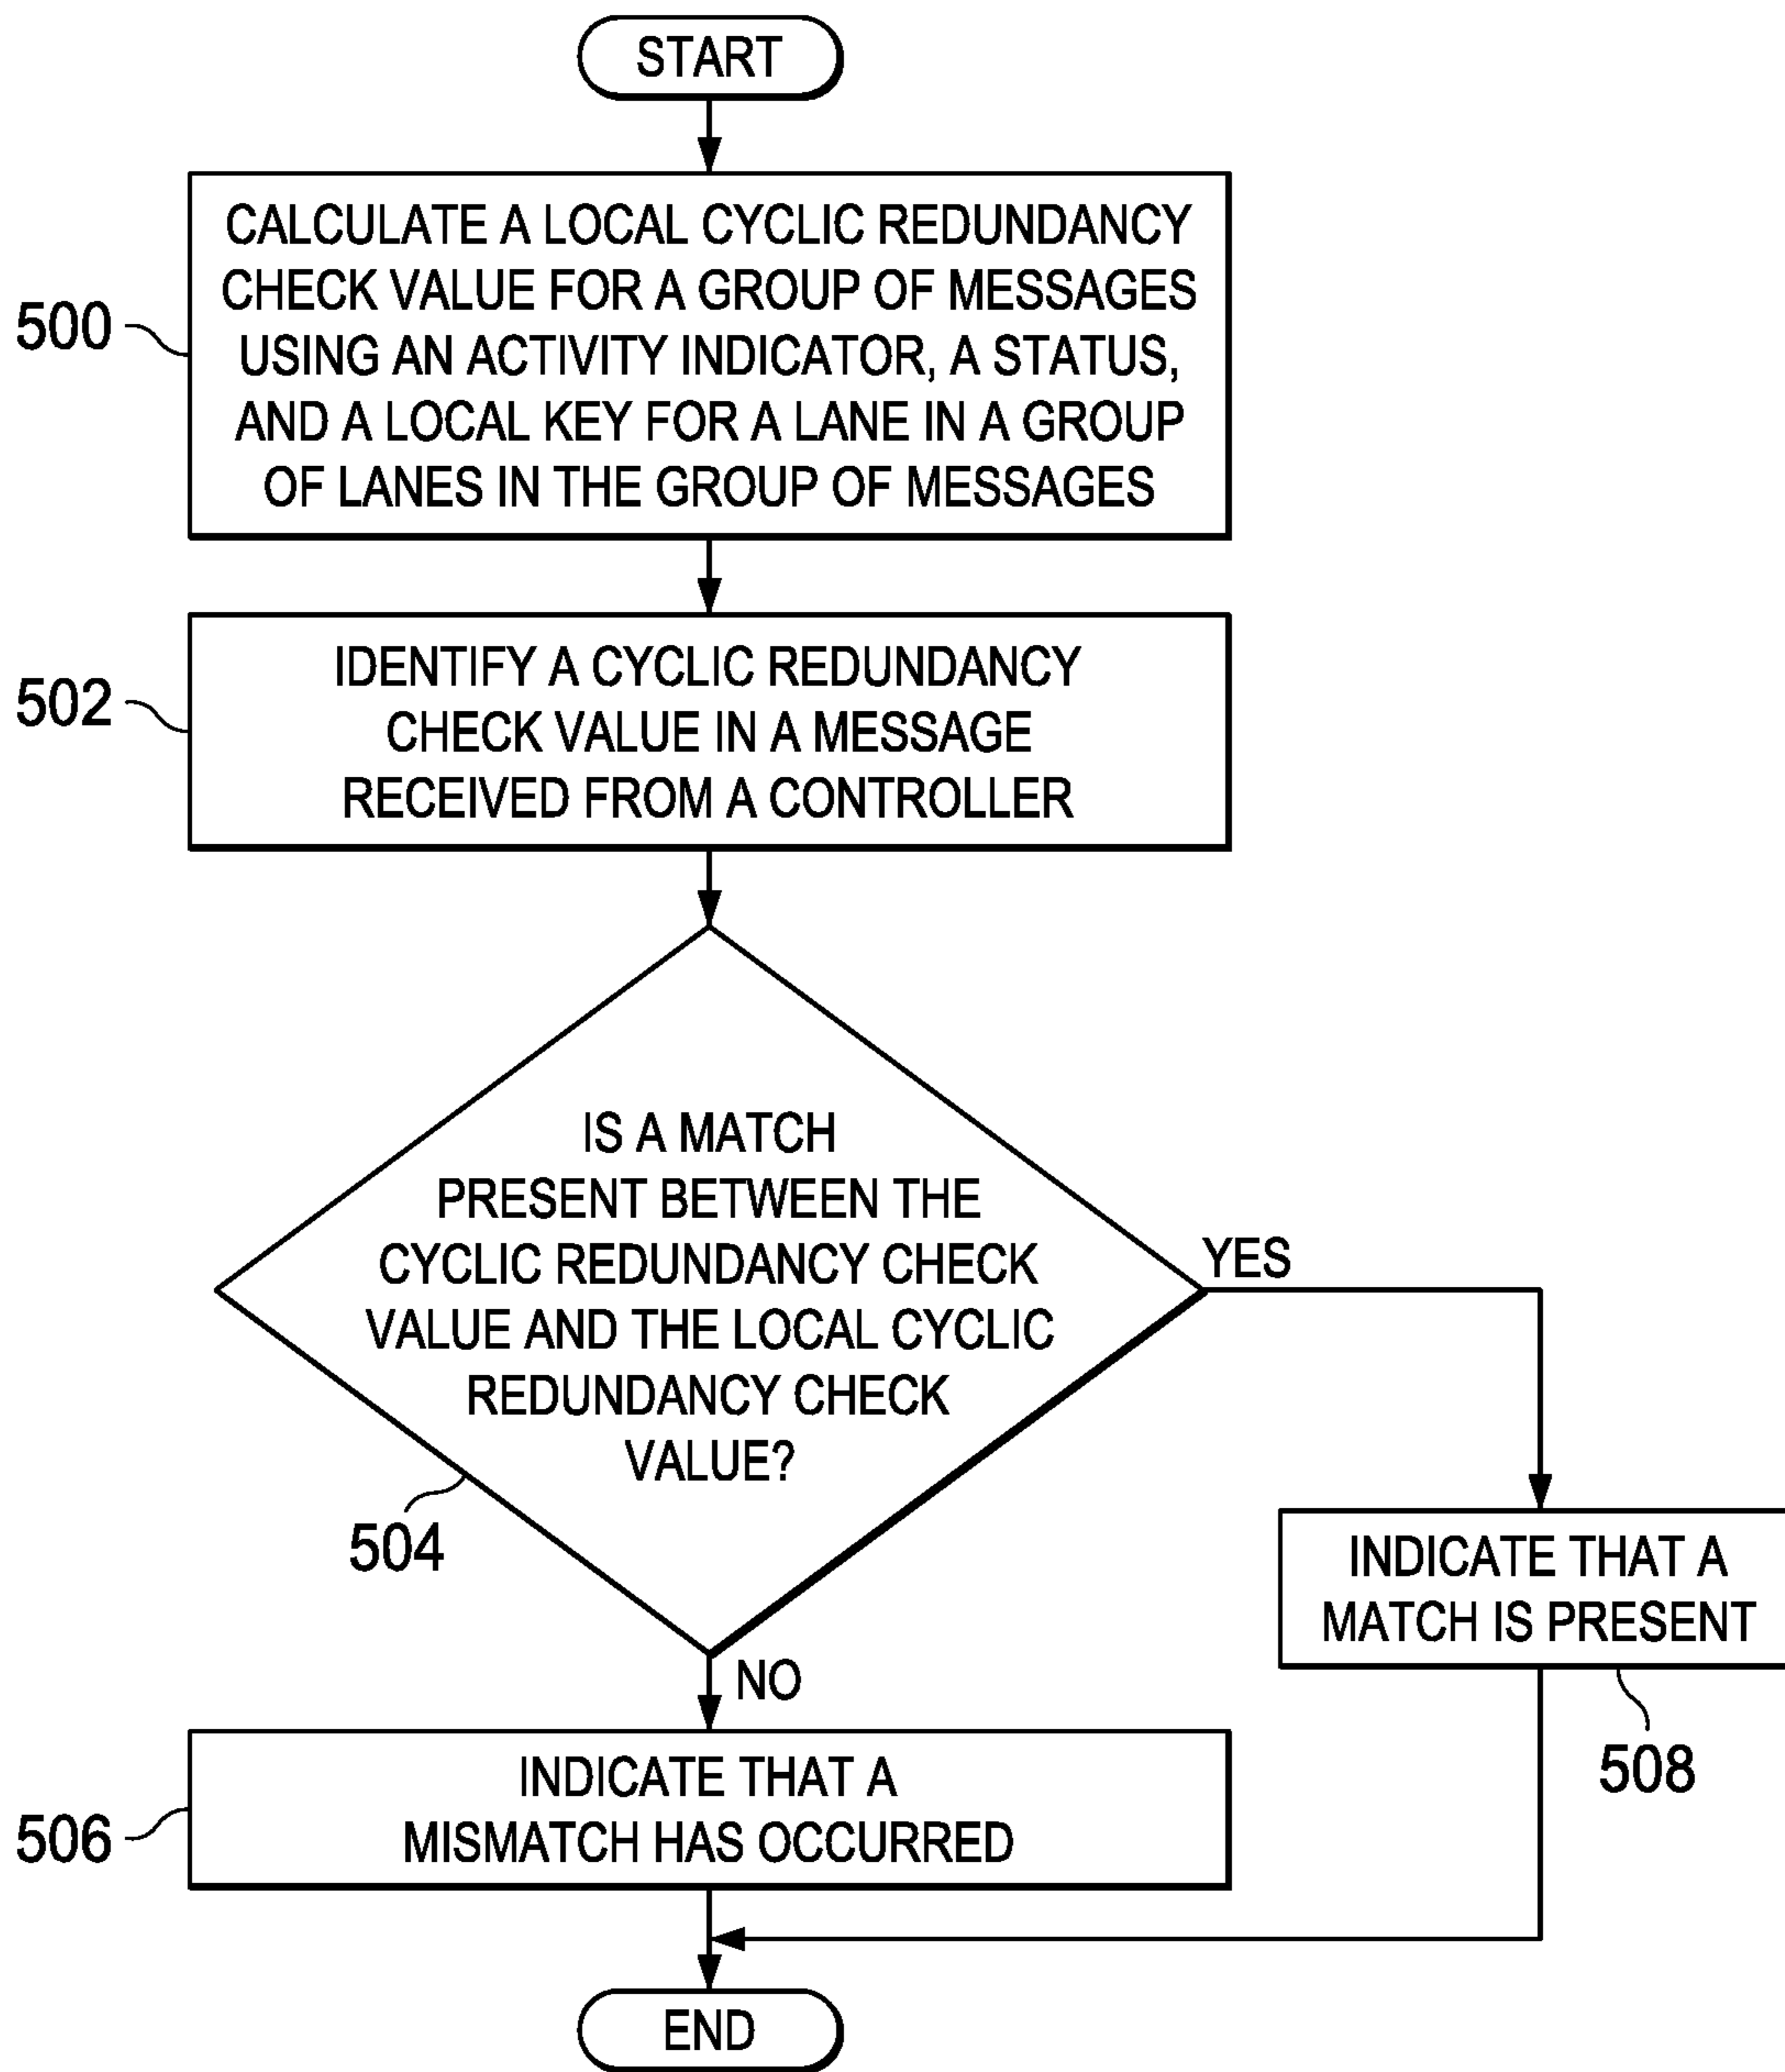 START
CALCULATE A LOCAL CYCLIC REDUNDANCY
CHECK VALUE FOR A GROUP OF MESSAGES
USING AN ACTIVITY INDICATOR, A STATUS,
AND A LOCAL KEY FOR A LANE IN A GROUP
OF LANES IN THE GROUP OF MESSAGES
500
IDENTIFY A CYCLIC REDUNDANCY
CHECK VALUE IN A MESSAGE
RECEIVED FROM A CONTROLLER
502
IS A MATCH
PRESENT BETWEEN THE
CYCLIC REDUNDANCY CHECK
VALUE AND THE LOCAL CYCLIC
REDUNDANCY CHECK
VALUE?
504
YES
INDICATE THAT A
MATCH IS PRESENT
508
NO
INDICATE THAT A
MISMATCH HAS OCCURRED
506
END